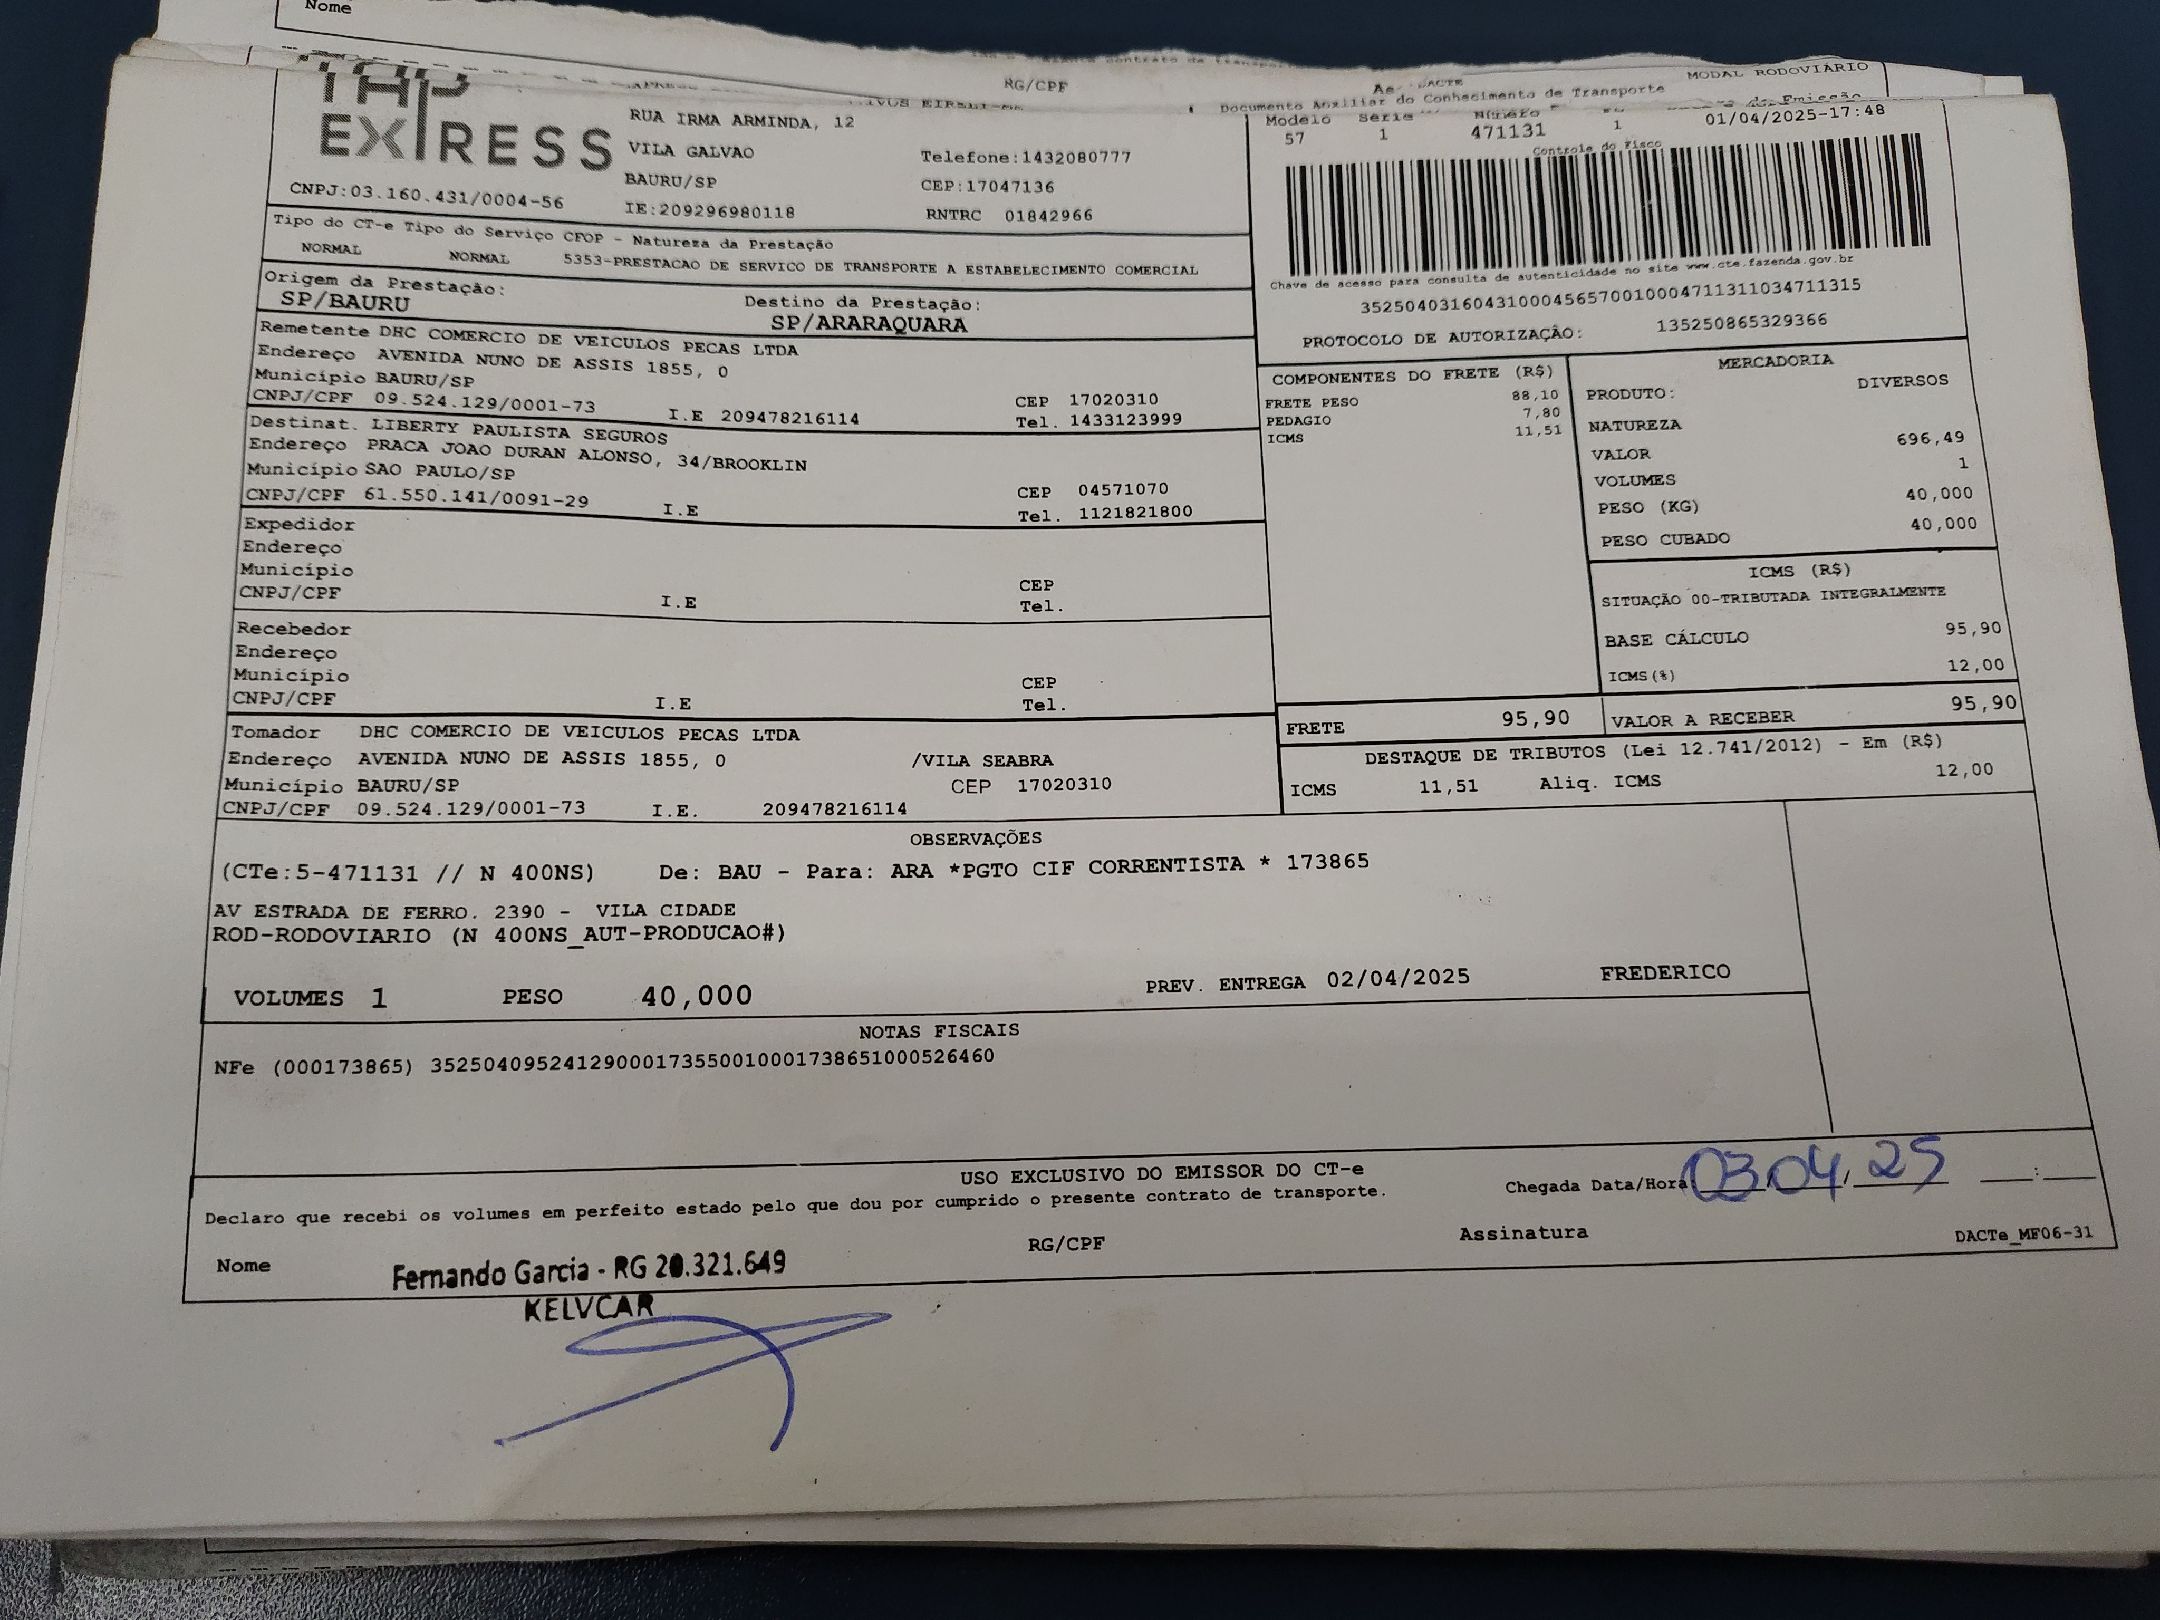 Nome
RG/CPF
MODAL RODOVIÁRIO
DACTE
Documento Auxiliar do Conhecimento de Transporte
EXPRESS
RUA IRMA ARMINDA, 12
VILA GALVAO
Telefone:1432080777
BAURU/SP
CEP:17047136
CNPJ:03.160.431/0004-56
IE:209296980118
RNTRC 01842966
Modelo Série Número
57 1 471131 1 01/04/2025-17:48
Controle do Fisco
Chave de acesso para consulta de autenticidade no site www.cte.fazenda.gov.br
35250403160431000456570010004711311034711315
PROTOCOLO DE AUTORIZAÇÃO: 135250865329366
Tipo do CT-e Tipo do Serviço CFOP - Natureza da Prestação
NORMAL NORMAL 5353-PRESTACAO DE SERVICO DE TRANSPORTE A ESTABELECIMENTO COMERCIAL
Origem da Prestação:
SP/BAURU
Destino da Prestação:
SP/ARARAQUARA
Remetente DHC COMERCIO DE VEICULOS PECAS LTDA
Endereço AVENIDA NUNO DE ASSIS 1855, 0
Município BAURU/SP CEP 17020310
CNPJ/CPF 09.524.129/0001-73 I.E 209478216114 Tel. 1433123999
Destinat. LIBERTY PAULISTA SEGUROS
Endereço PRACA JOAO DURAN ALONSO, 34/BROOKLIN
Município SAO PAULO/SP CEP 04571070
CNPJ/CPF 61.550.141/0091-29 I.E Tel. 1121821800
Expedidor
Endereço
Município CEP
CNPJ/CPF I.E Tel.
Recebedor
Endereço
Município CEP
CNPJ/CPF I.E Tel.
Tomador DHC COMERCIO DE VEICULOS PECAS LTDA
Endereço AVENIDA NUNO DE ASSIS 1855, 0 /VILA SEABRA
Município BAURU/SP CEP 17020310
CNPJ/CPF 09.524.129/0001-73 I.E. 209478216114
COMPONENTES DO FRETE (R$)
FRETE PESO 88,10
PEDAGIO 7,80
ICMS 11,51
MERCADORIA
PRODUTO: DIVERSOS
NATUREZA
VALOR 696,49
VOLUMES 1
PESO (KG) 40,000
PESO CUBADO 40,000
ICMS (R$)
SITUAÇÃO 00-TRIBUTADA INTEGRALMENTE
BASE CÁLCULO 95,90
ICMS(%) 12,00
FRETE 95,90 VALOR A RECEBER 95,90
DESTAQUE DE TRIBUTOS (Lei 12.741/2012) - Em (R$)
ICMS 11,51 Aliq. ICMS 12,00
OBSERVAÇÕES
(CTe:5-471131 // N 400NS) De: BAU - Para: ARA *PGTO CIF CORRENTISTA * 173865
AV ESTRADA DE FERRO. 2390 - VILA CIDADE
ROD-RODOVIARIO (N 400NS_AUT-PRODUCAO#)
VOLUMES 1 PESO 40,000 PREV. ENTREGA 02/04/2025 FREDERICO
NOTAS FISCAIS
NFe (000173865) 35250409524129000173550010001738651000526460
USO EXCLUSIVO DO EMISSOR DO CT-e
Declaro que recebi os volumes em perfeito estado pelo que dou por cumprido o presente contrato de transporte.
Chegada Data/Hora 03/04/25 :
Nome Fernando Garcia - RG 20.321.649 RG/CPF Assinatura DACTe_MF06-31
KELVCAR